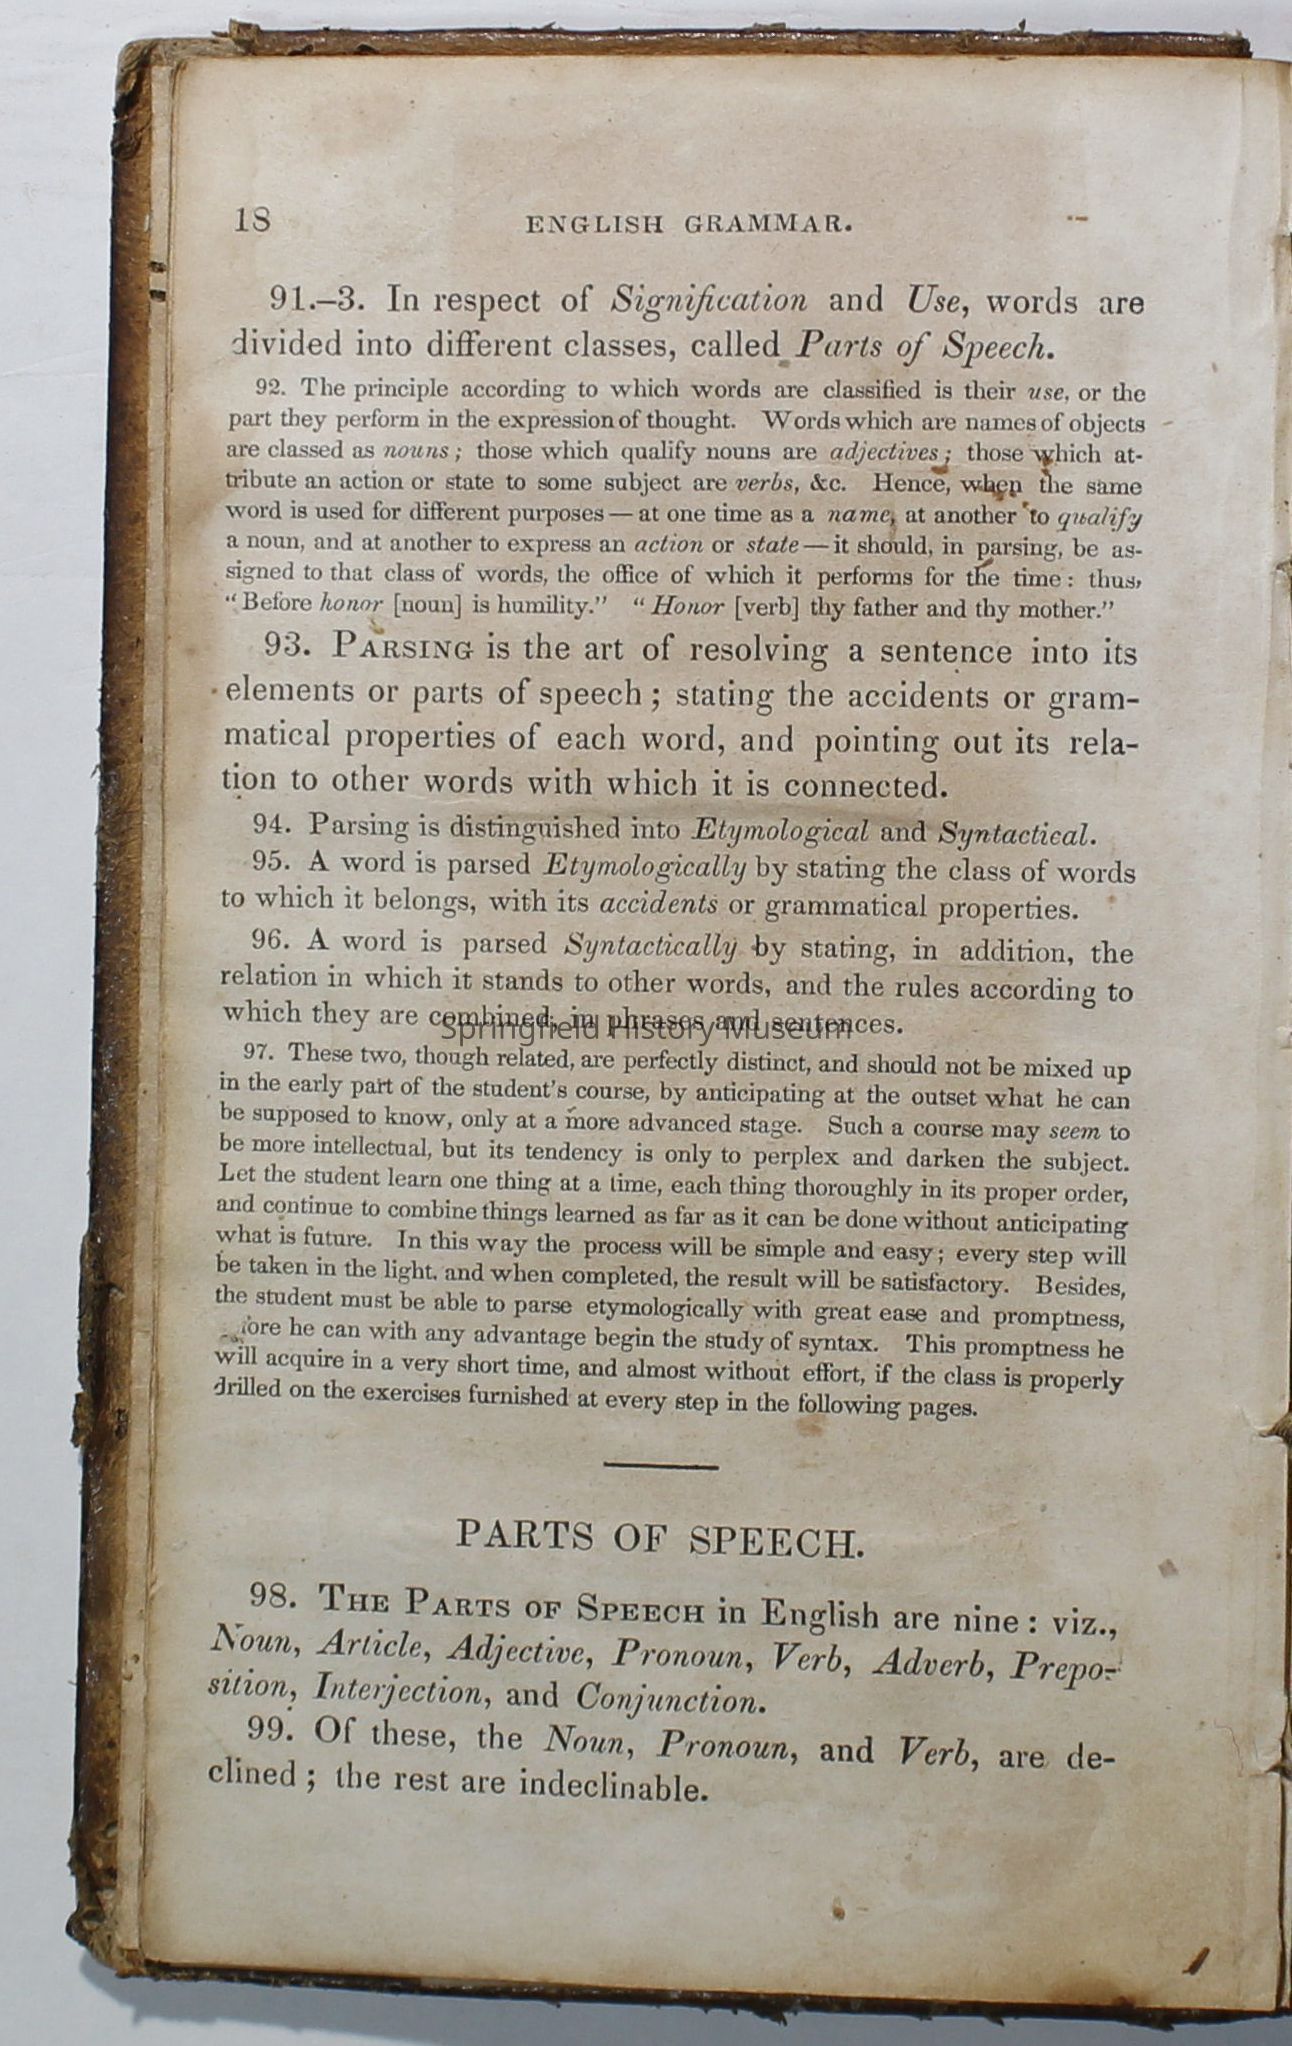 18 ENGLISH GRAMMAR.
91.–3. In respect of Signification and Use, words are
divided into different classes, called Parts of Speech.
92. The principle according to which words are classified is their use, or the
part they perform in the expression of thought. Words which are names of objects
are classed as nouns; those which qualify nouns are adjectives; those which at-
tribute an action or state to some subject are verbs, &c. Hence, when the same
word is used for different purposes — at one time as a name, at another to qualify
a noun, and at another to express an action or state — it should, in parsing, be as-
signed to that class of words, the office of which it performs for the time: thus,
"Before honor [noun] is humility." "Honor [verb] thy father and thy mother."
93. PARSING is the art of resolving a sentence into its
elements or parts of speech; stating the accidents or gram-
matical properties of each word, and pointing out its rela-
tion to other words with which it is connected.
94. Parsing is distinguished into Etymological and Syntactical.
95. A word is parsed Etymologically by stating the class of words
to which it belongs, with its accidents or grammatical properties.
96. A word is parsed Syntactically by stating, in addition, the
relation in which it stands to other words, and the rules according to
which they are combined, in phrases and sentences.
Springfield History Museum
97. These two, though related, are perfectly distinct, and should not be mixed up
in the early part of the student's course, by anticipating at the outset what he can
be supposed to know, only at a more advanced stage. Such a course may seem to
be more intellectual, but its tendency is only to perplex and darken the subject.
Let the student learn one thing at a time, each thing thoroughly in its proper order,
and continue to combine things learned as far as it can be done without anticipating
what is future. In this way the process will be simple and easy; every step will
be taken in the light, and when completed, the result will be satisfactory. Besides,
the student must be able to parse etymologically with great ease and promptness,
fore he can with any advantage begin the study of syntax. This promptness he
will acquire in a very short time, and almost without effort, if the class is properly
drilled on the exercises furnished at every step in the following pages.
PARTS OF SPEECH.
98. THE PARTS OF SPEECH in English are nine: viz.,
Noun, Article, Adjective, Pronoun, Verb, Adverb, Prepo-
sition, Interjection, and Conjunction.
99. Of these, the Noun, Pronoun, and Verb, are de-
clined; the rest are indeclinable.